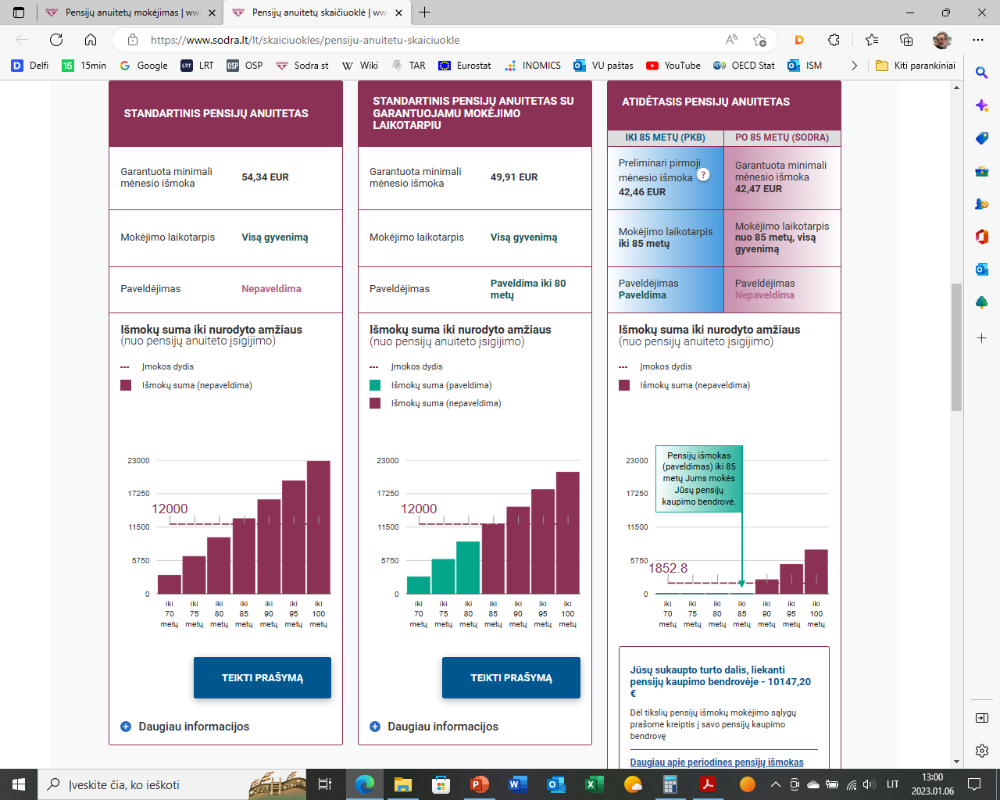 Pensijų anuitetų mokėjimas | ww
Pensijų anuitetų skaičiuoklė | ww
https://www.sodra.lt/lt/skaiciuokles/pensiju-anuitetu-skaiciuokle
Delfi
15min
Google
LRT
OSP
Sodra st
Wiki
TAR
Eurostat
INOMICS
VU paštas
YouTube
OECD Stat
ISM
Kiti parankiniai
STANDARTINIS PENSIJŲ ANUITETAS
Garantuota minimali
mėnesio išmoka
54,34 EUR
Mokėjimo laikotarpis
Visą gyvenimą
Paveldėjimas
Nepaveldima
Išmokų suma iki nurodyto amžiaus
(nuo pensijų anuiteto įsigijimo)
Įmokos dydis
Išmokų suma (nepaveldima)
23000
17250
12000
11500
5750
0
iki 70 metų
iki 75 metų
iki 80 metų
iki 85 metų
iki 90 metų
iki 95 metų
iki 100 metų
TEIKTI PRAŠYMĄ
Daugiau informacijos
STANDARTINIS PENSIJŲ ANUITETAS SU
GARANTUOJAMU MOKĖJIMO
LAIKOTARPIU
Garantuota minimali
mėnesio išmoka
49,91 EUR
Mokėjimo laikotarpis
Visą gyvenimą
Paveldėjimas
Paveldima iki 80
metų
Išmokų suma iki nurodyto amžiaus
(nuo pensijų anuiteto įsigijimo)
Įmokos dydis
Išmokų suma (paveldima)
Išmokų suma (nepaveldima)
23000
17250
12000
11500
5750
0
iki 70 metų
iki 75 metų
iki 80 metų
iki 85 metų
iki 90 metų
iki 95 metų
iki 100 metų
TEIKTI PRAŠYMĄ
Daugiau informacijos
ATIDĖTASIS PENSIJŲ ANUITETAS
IKI 85 METŲ (PKB)
PO 85 METŲ (SODRA)
Preliminari pirmoji
mėnesio išmoka
?
42,46 EUR
Garantuota minimali
mėnesio išmoka
42,47 EUR
Mokėjimo laikotarpis
iki 85 metų
Mokėjimo laikotarpis
nuo 85 metų, visą
gyvenimą
Paveldėjimas
Paveldima
Paveldėjimas
Nepaveldima
Išmokų suma iki nurodyto amžiaus
(nuo pensijų anuiteto įsigijimo)
Įmokos dydis
Išmokų suma (nepaveldima)
Pensijų išmokas
(paveldimas) iki 85
metų Jums mokės
Jūsų pensijų
kaupimo bendrovė.
23000
17250
11500
5750
1852.8
0
iki 70 metų
iki 75 metų
iki 80 metų
iki 85 metų
iki 90 metų
iki 95 metų
iki 100 metų
Jūsų sukaupto turto dalis, liekanti
pensijų kaupimo bendrovėje - 10147,20
€
Dėl tikslių pensijų išmokų mokėjimo sąlygų
prašome kreiptis į savo pensijų kaupimo
bendrovę
Daugiau apie periodines pensijų išmokas
Įveskite čia, ko ieškoti
LIT
13:00
2023.01.06